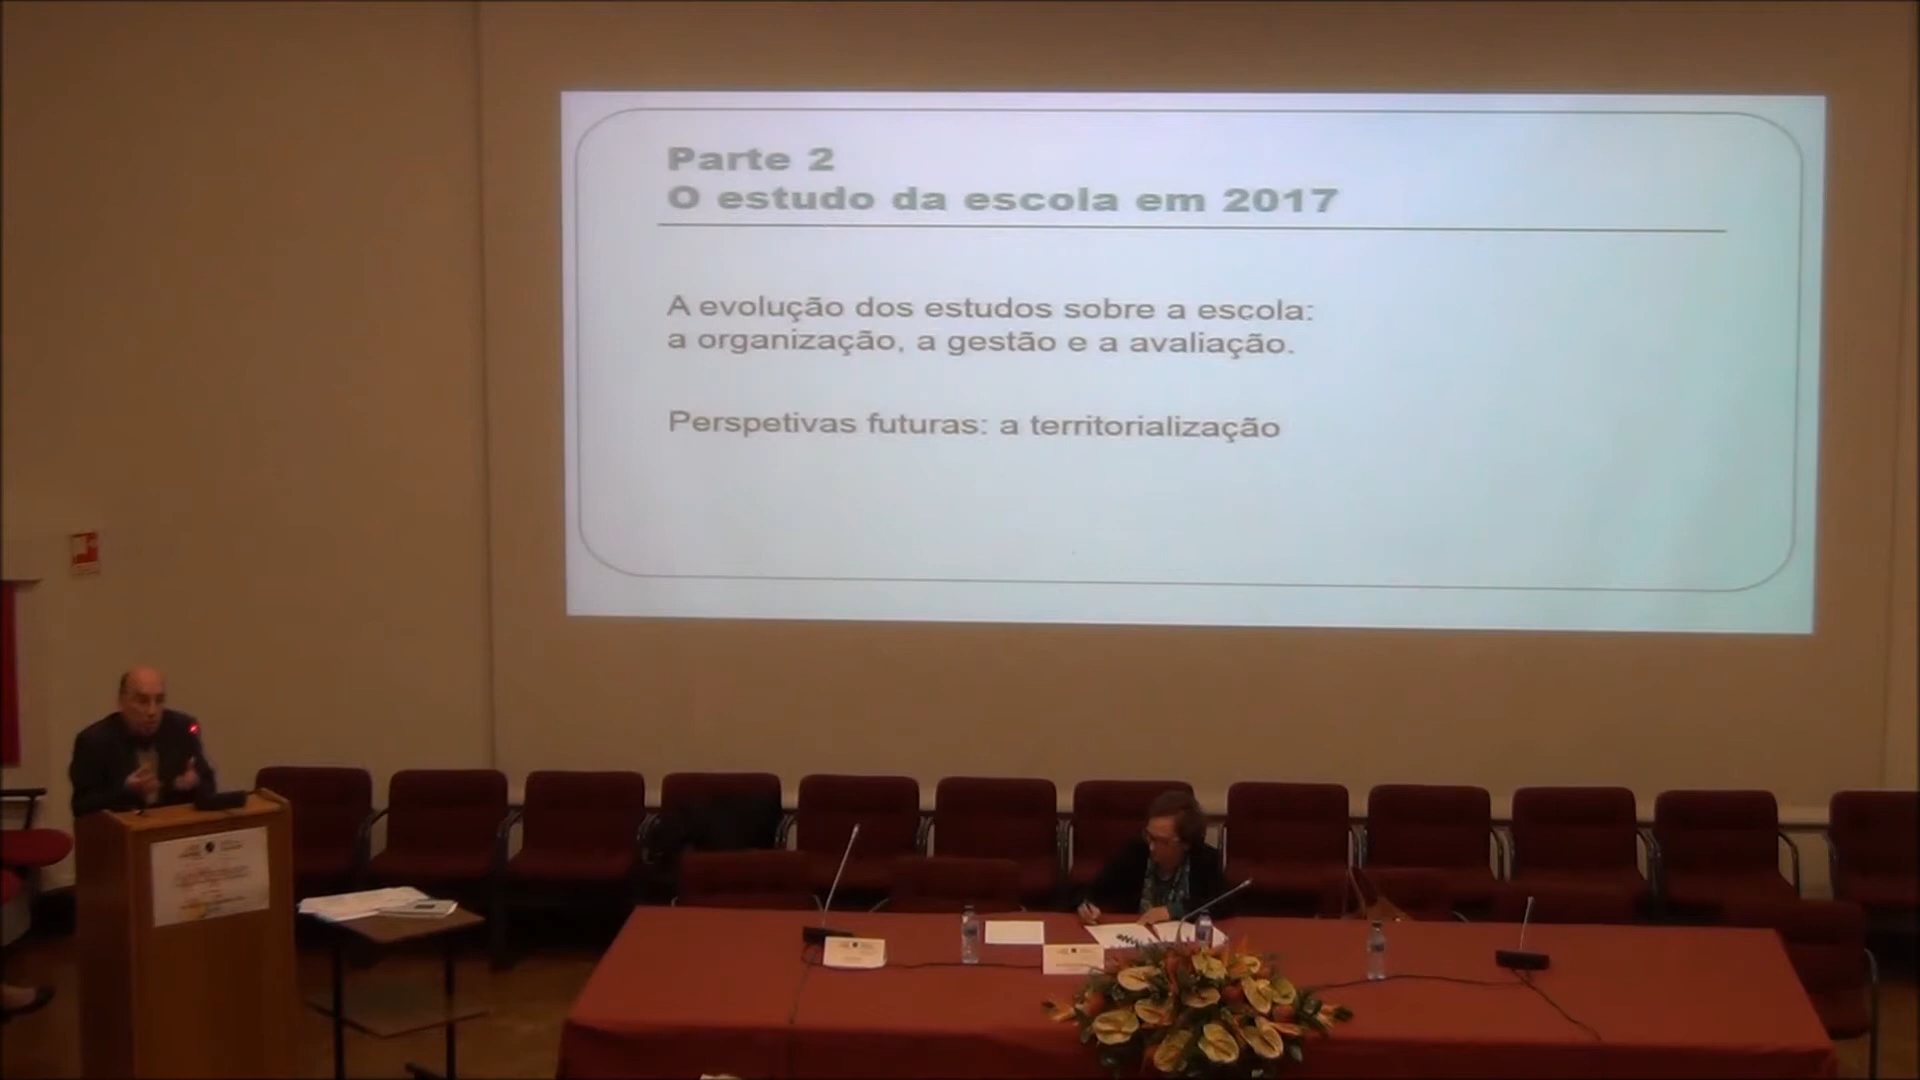 Parte 2
O estudo da escola em 2017
A evolução dos estudos sobre a escola:
a organização, a gestão e a avaliação.
Perspetivas futuras: a territorialização